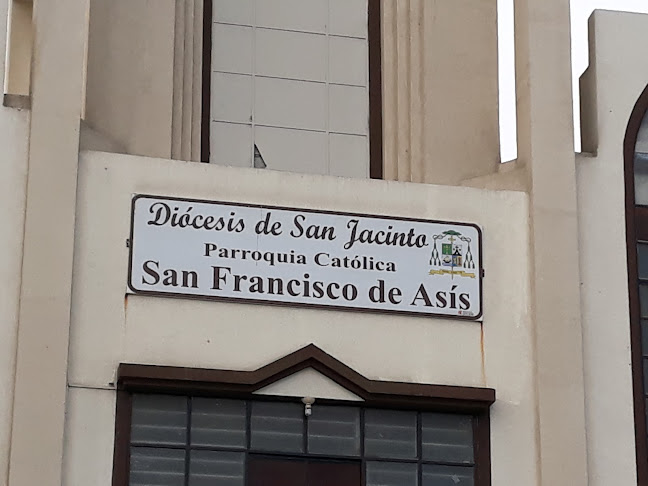 Diócesis de San Jacinto
Parroquia Católica
San Francisco de Asís